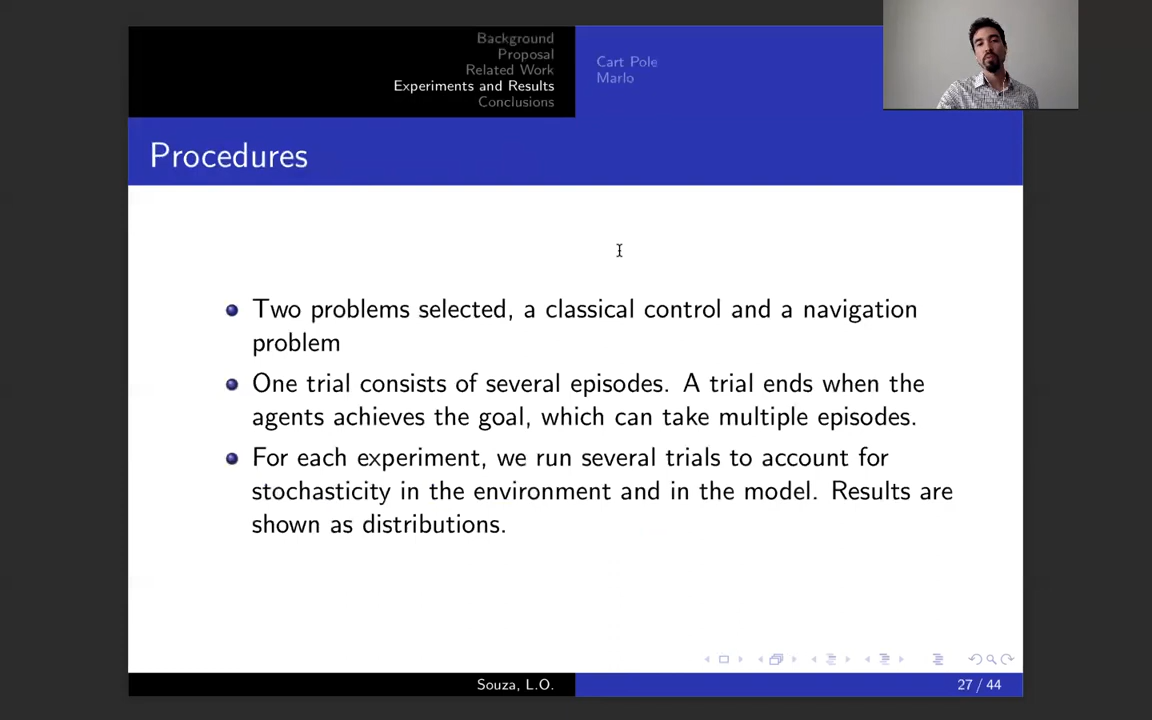 Background
Proposal
Related Work
Experiments and Results
Conclusions
Cart Pole
Marlo
Procedures
Two problems selected, a classical control and a navigation
problem
One trial consists of several episodes. A trial ends when the
agents achieves the goal, which can take multiple episodes.
For each experiment, we run several trials to account for
stochasticity in the environment and in the model. Results are
shown as distributions.
Souza, L.O.
27 / 44